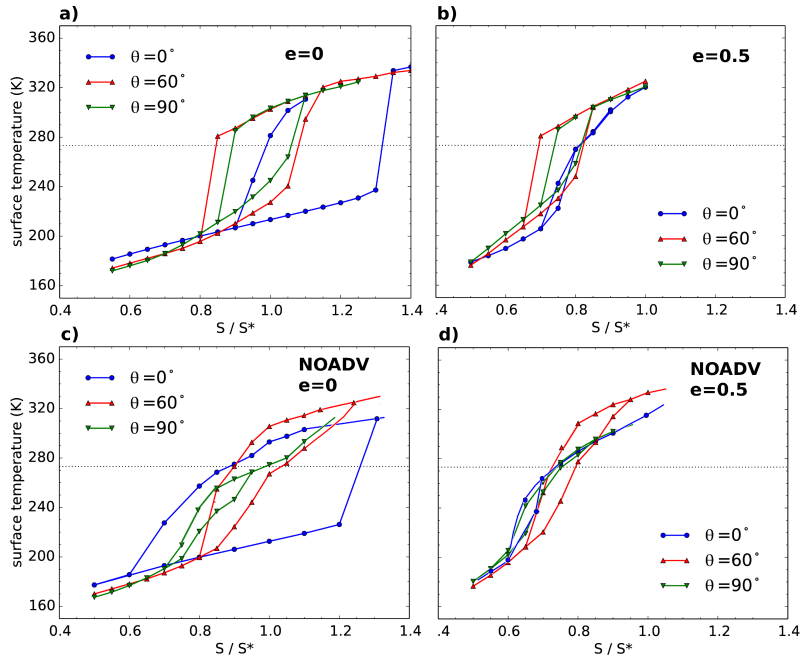 a)
b)
360
320
280
240
200
160
surface temperature (K)
θ=0°
θ=60°
θ=90°
e=0
0.4 0.6 0.8 1.0 1.2 1.4
S / S*
e=0.5
θ=0°
θ=60°
θ=90°
.4 0.6 0.8 1.0 1.2 1.4
S / S*
c)
d)
360
320
280
240
200
160
surface temperature (K)
θ=0°
θ=60°
θ=90°
NOADV
e=0
0.4 0.6 0.8 1.0 1.2 1.4
S / S*
NOADV
e=0.5
θ=0°
θ=60°
θ=90°
0.4 0.6 0.8 1.0 1.2 1.4
S / S*